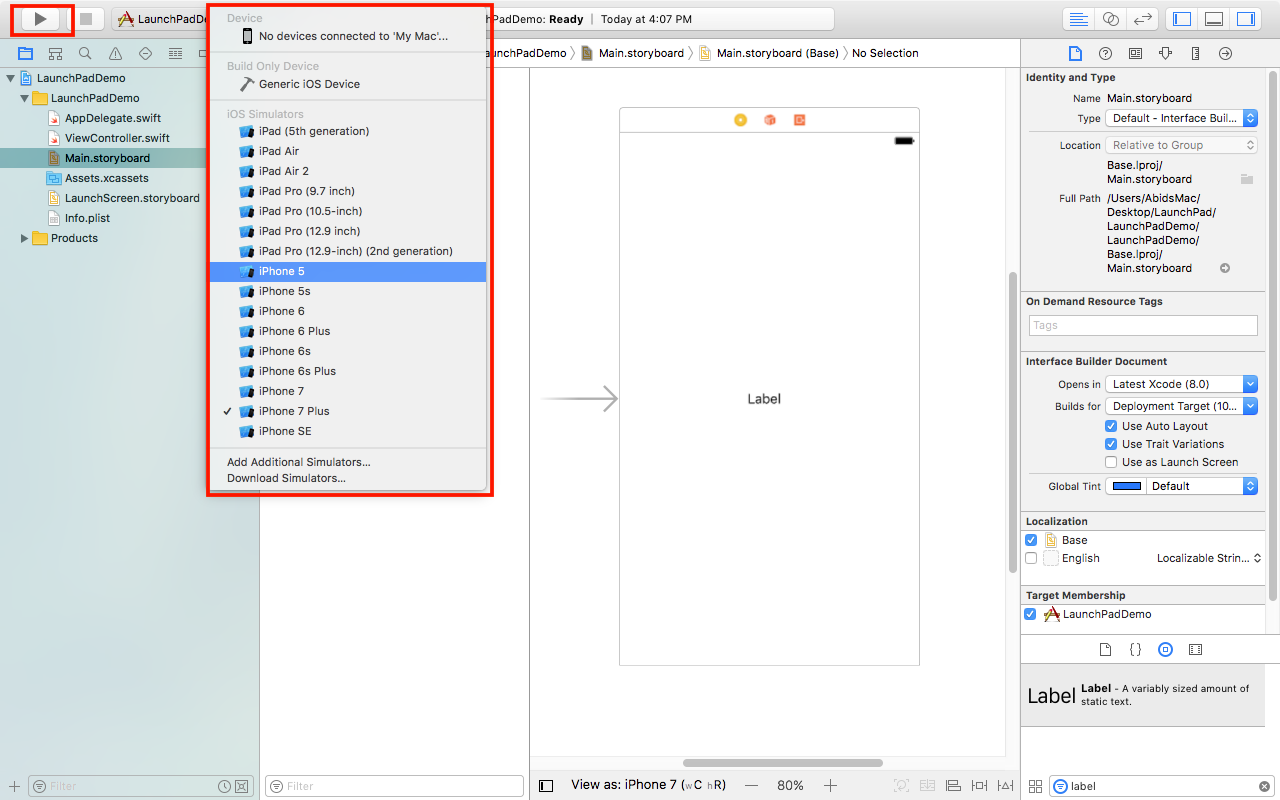 LaunchPadDe
unchPadDemo: Ready | Today at 4:07 PM
Device
No devices connected to 'My Mac'...
Build Only Device
Generic iOS Device
iOS Simulators
iPad (5th generation)
iPad Air
iPad Air 2
iPad Pro (9.7 inch)
iPad Pro (10.5-inch)
iPad Pro (12.9 inch)
iPad Pro (12.9-inch) (2nd generation)
iPhone 5
iPhone 5s
iPhone 6
iPhone 6 Plus
iPhone 6s
iPhone 6s Plus
iPhone 7
iPhone 7 Plus
iPhone SE
Add Additional Simulators...
Download Simulators...
LaunchPadDemo
LaunchPadDemo
AppDelegate.swift
ViewController.swift
Main.storyboard
Assets.xcassets
LaunchScreen.storyboard
Info.plist
Products
Filter
Filter
aunchPadDemo Main.storyboard Main.storyboard (Base) No Selection
Label
View as: iPhone 7 (wC hR) — 80% +
Identity and Type
Name Main.storyboard
Type Default - Interface Buil...
Location Relative to Group
Base.lproj/
Main.storyboard
Full Path /Users/AbidsMac/
Desktop/LaunchPad/
LaunchPadDemo/
LaunchPadDemo/
Base.lproj/
Main.storyboard
On Demand Resource Tags
Tags
Interface Builder Document
Opens in Latest Xcode (8.0)
Builds for Deployment Target (10...
Use Auto Layout
Use Trait Variations
Use as Launch Screen
Global Tint Default
Localization
Base
English Localizable Strin...
Target Membership
LaunchPadDemo
{}
Label Label - A variably sized amount of
static text.
label